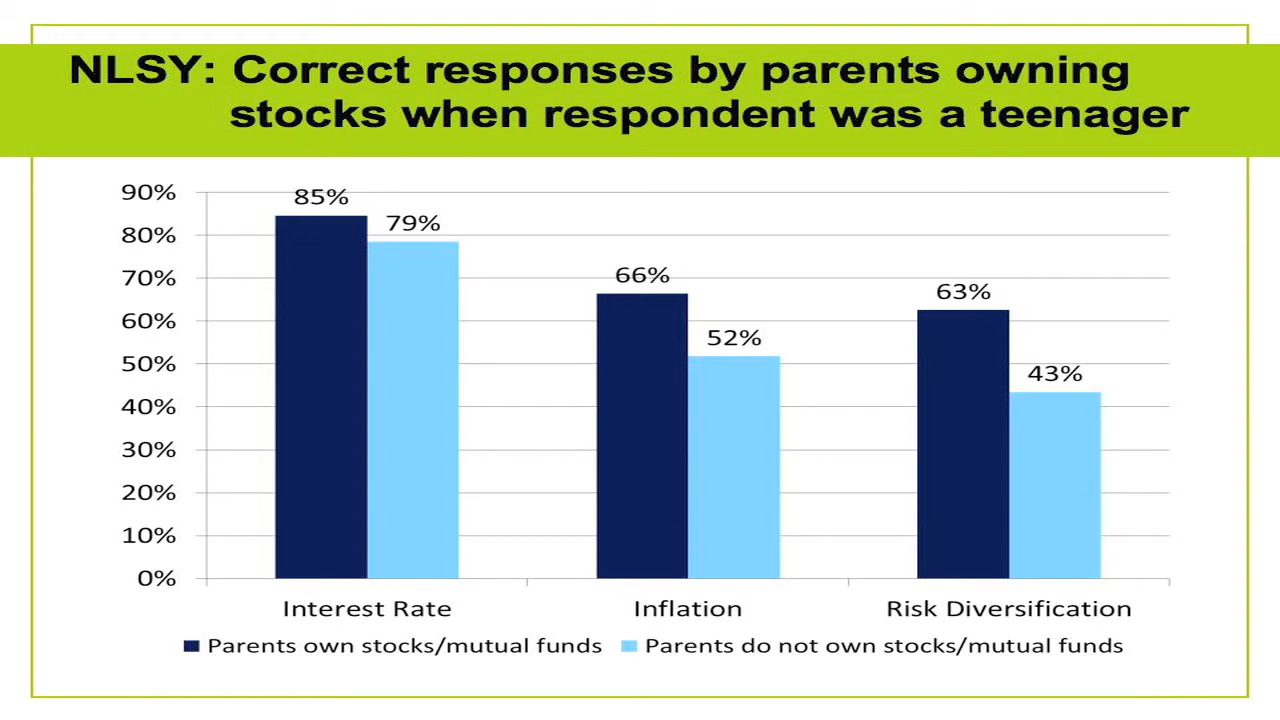 NLSY: Correct responses by parents owning
stocks when respondent was a teenager
90%
80%
70%
60%
50%
40%
30%
20%
10%
0%
85%
79%
66%
52%
63%
43%
Interest Rate
Inflation
Risk Diversification
Parents own stocks/mutual funds
Parents do not own stocks/mutual funds